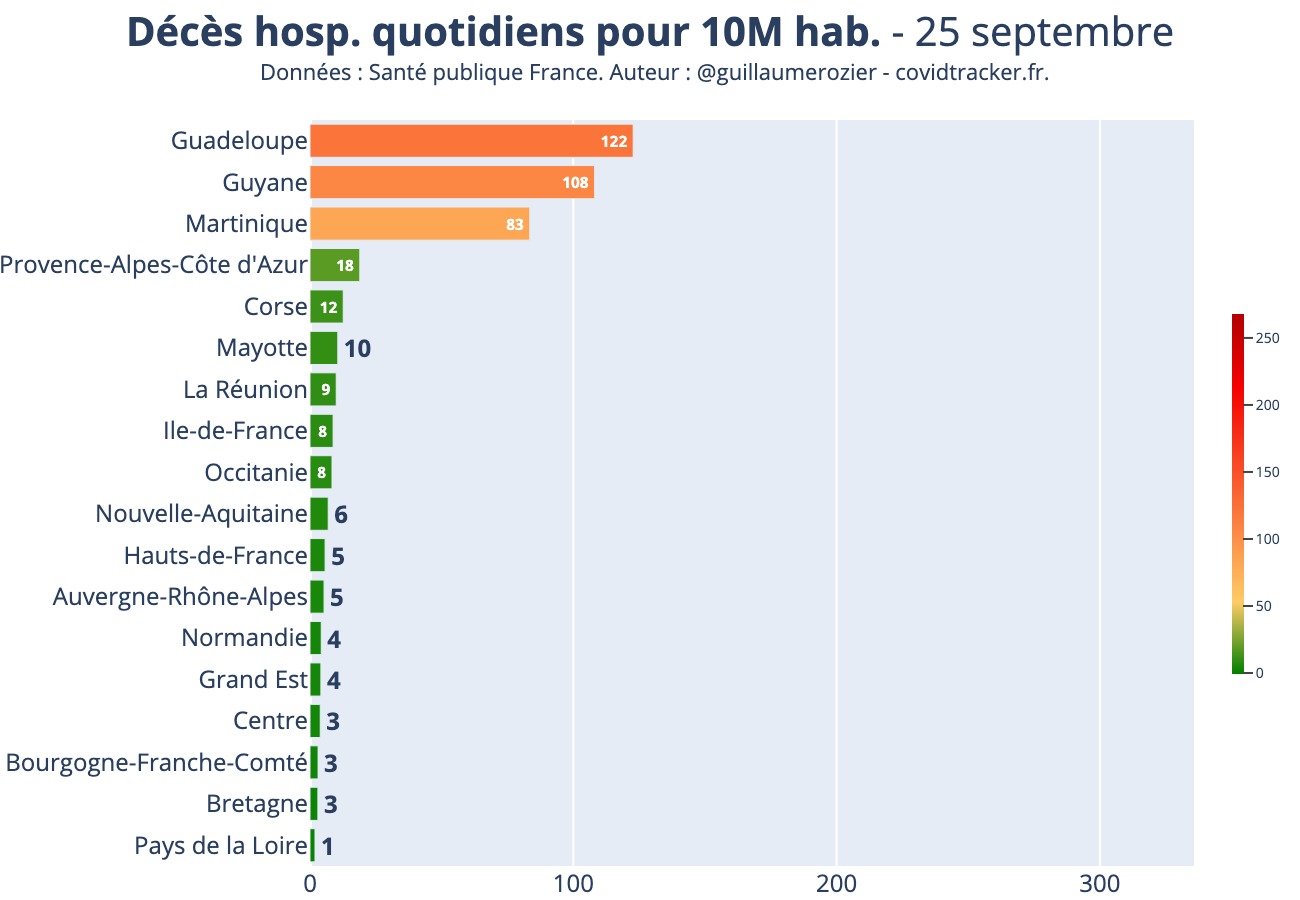 Décès hosp. quotidiens pour 10M hab. - 25 septembre
Données : Santé publique France. Auteur : @guillaumerozier - covidtracker.fr.
Guadeloupe 122
Guyane 108
Martinique 83
Provence-Alpes-Côte d'Azur 18
Corse 12
Mayotte 10
La Réunion 9
Ile-de-France 8
Occitanie 8
Nouvelle-Aquitaine 6
Hauts-de-France 5
Auvergne-Rhône-Alpes 5
Normandie 4
Grand Est 4
Centre 3
Bourgogne-Franche-Comté 3
Bretagne 3
Pays de la Loire 1
0 100 200 300
250
200
150
100
50
0